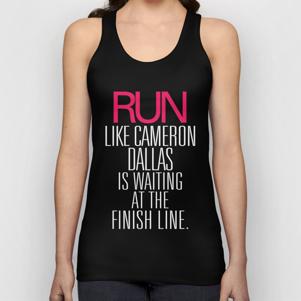 RUN
LIKE CAMERON
DALLAS
IS WAITING
AT THE
FINISH LINE.